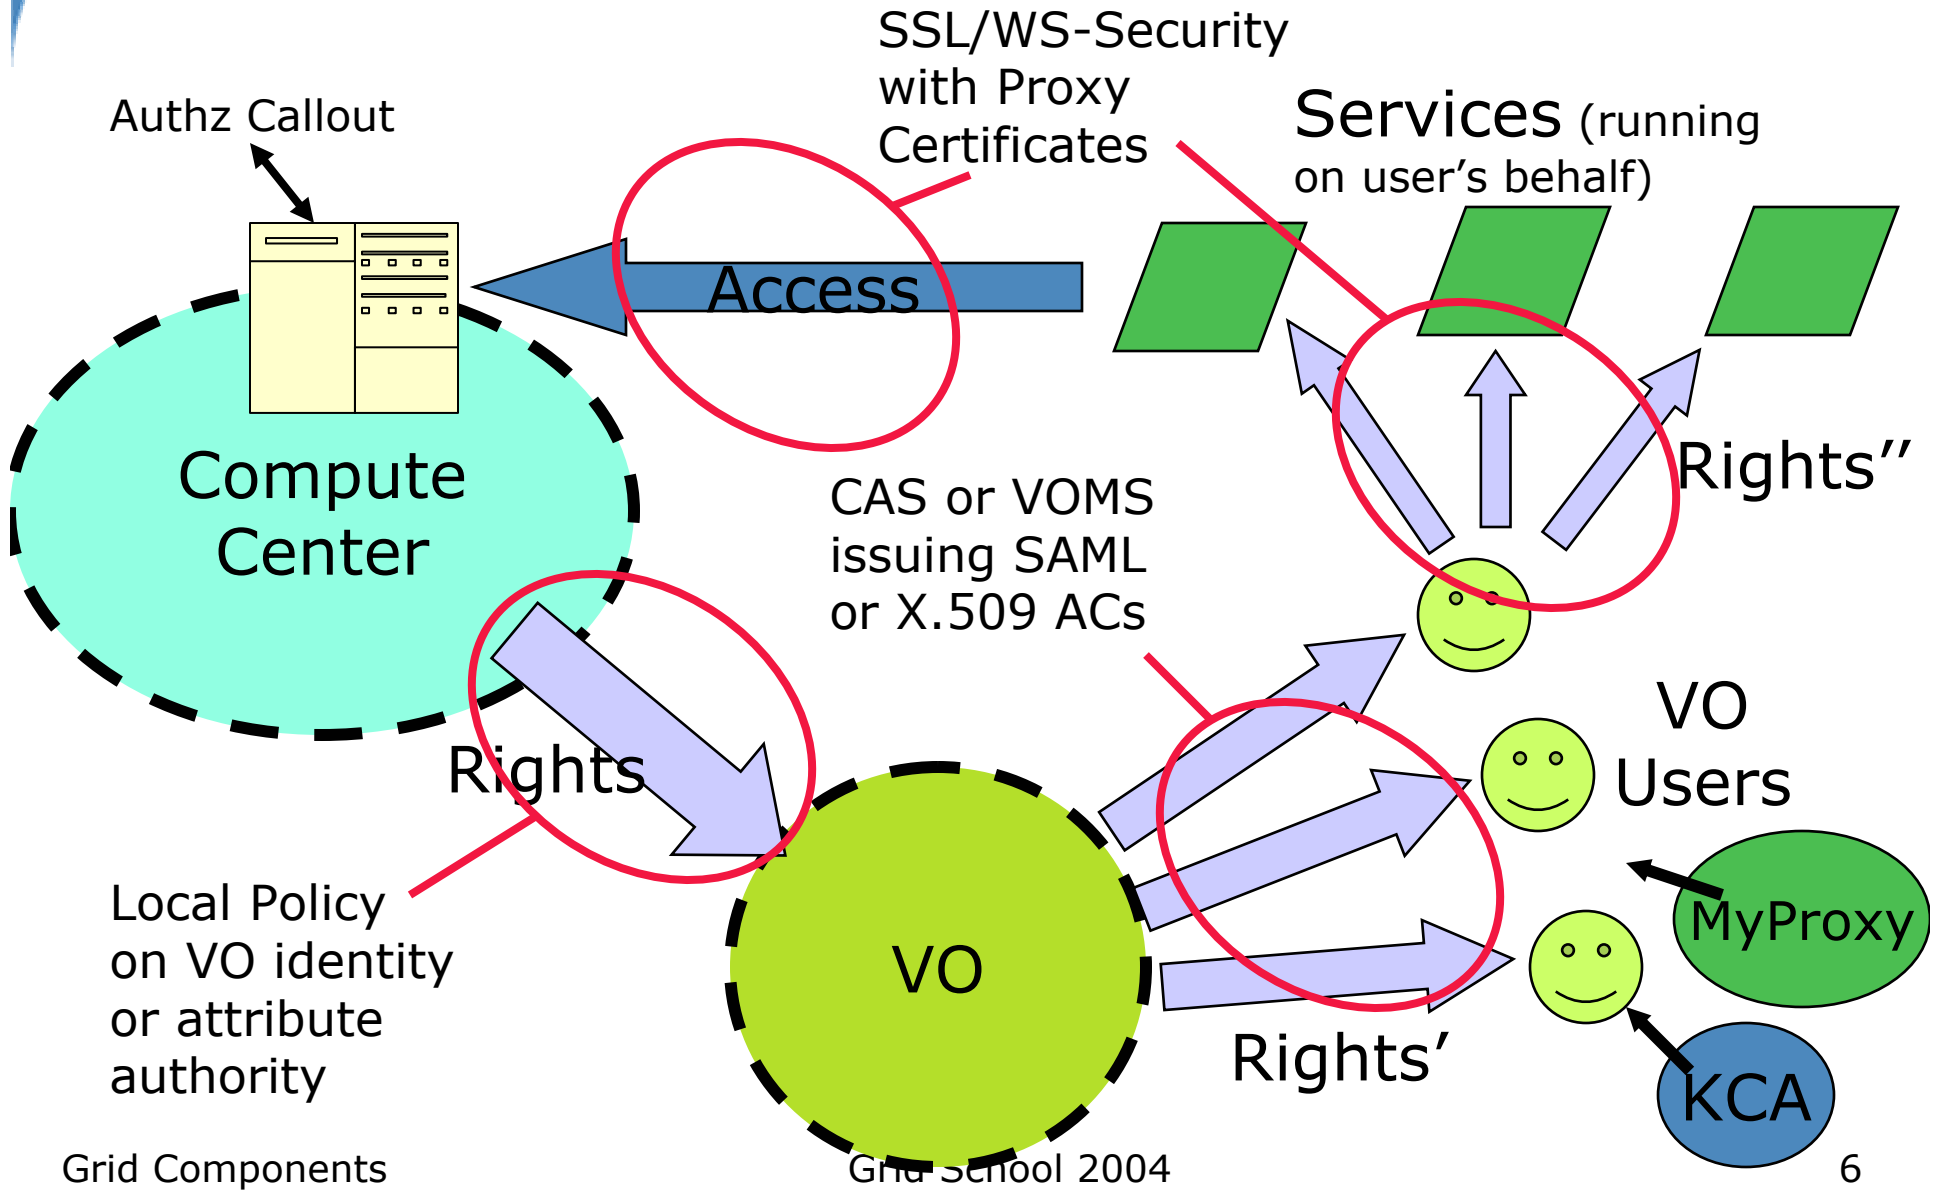 SSL/WS-Security
with Proxy
Certificates
Authz Callout
Services (running
on user’s behalf)
Access
Compute
Center
Rights’’
CAS or VOMS
issuing SAML
or X.509 ACs
VO
Users
Rights
Local Policy
on VO identity
or attribute
authority
VO
MyProxy
Rights’
KCA
Grid Components
Grid School 2004
6